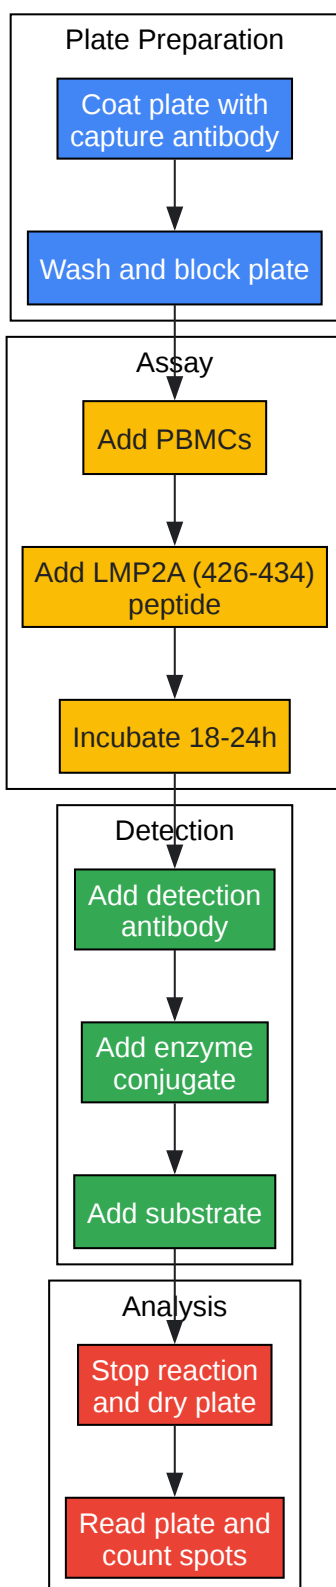 Plate Preparation
Coat plate with
capture antibody
Wash and block plate
Assay
Add PBMCs
Add LMP2A (426-434)
peptide
Incubate 18-24h
Detection
Add detection
antibody
Add enzyme
conjugate
Add substrate
Analysis
Stop reaction
and dry plate
Read plate and
count spots